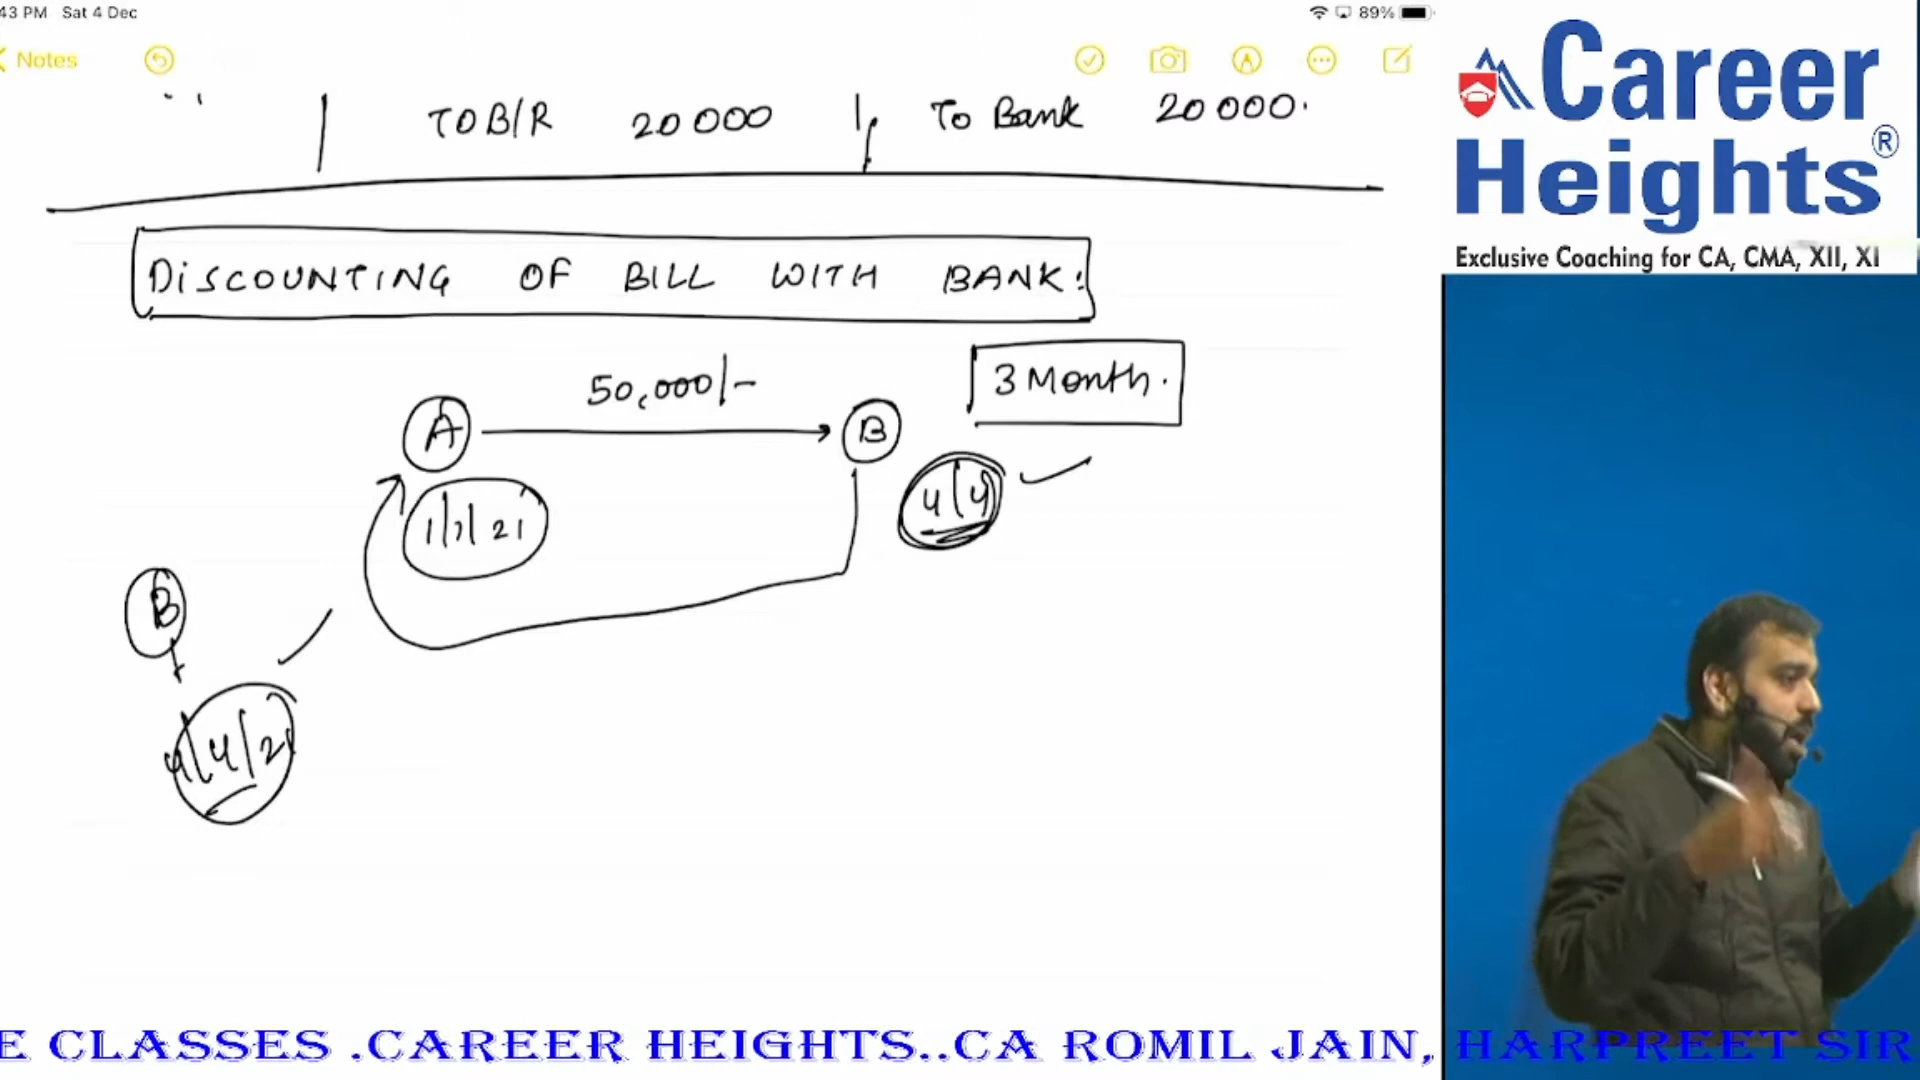 43 PM Sat 4 Dec
89%
Notes
TO B/R 20000
To Bank 20000.
DISCOUNTING OF BILL WITH BANK:
50,000/-
3 Month.
A
B
4/4
1/1/21
B
4/4/21
Career
Heights®
Exclusive Coaching for CA, CMA, XII, XI
E CLASSES .CAREER HEIGHTS..CA ROMIL JAIN, HARPREET SIR